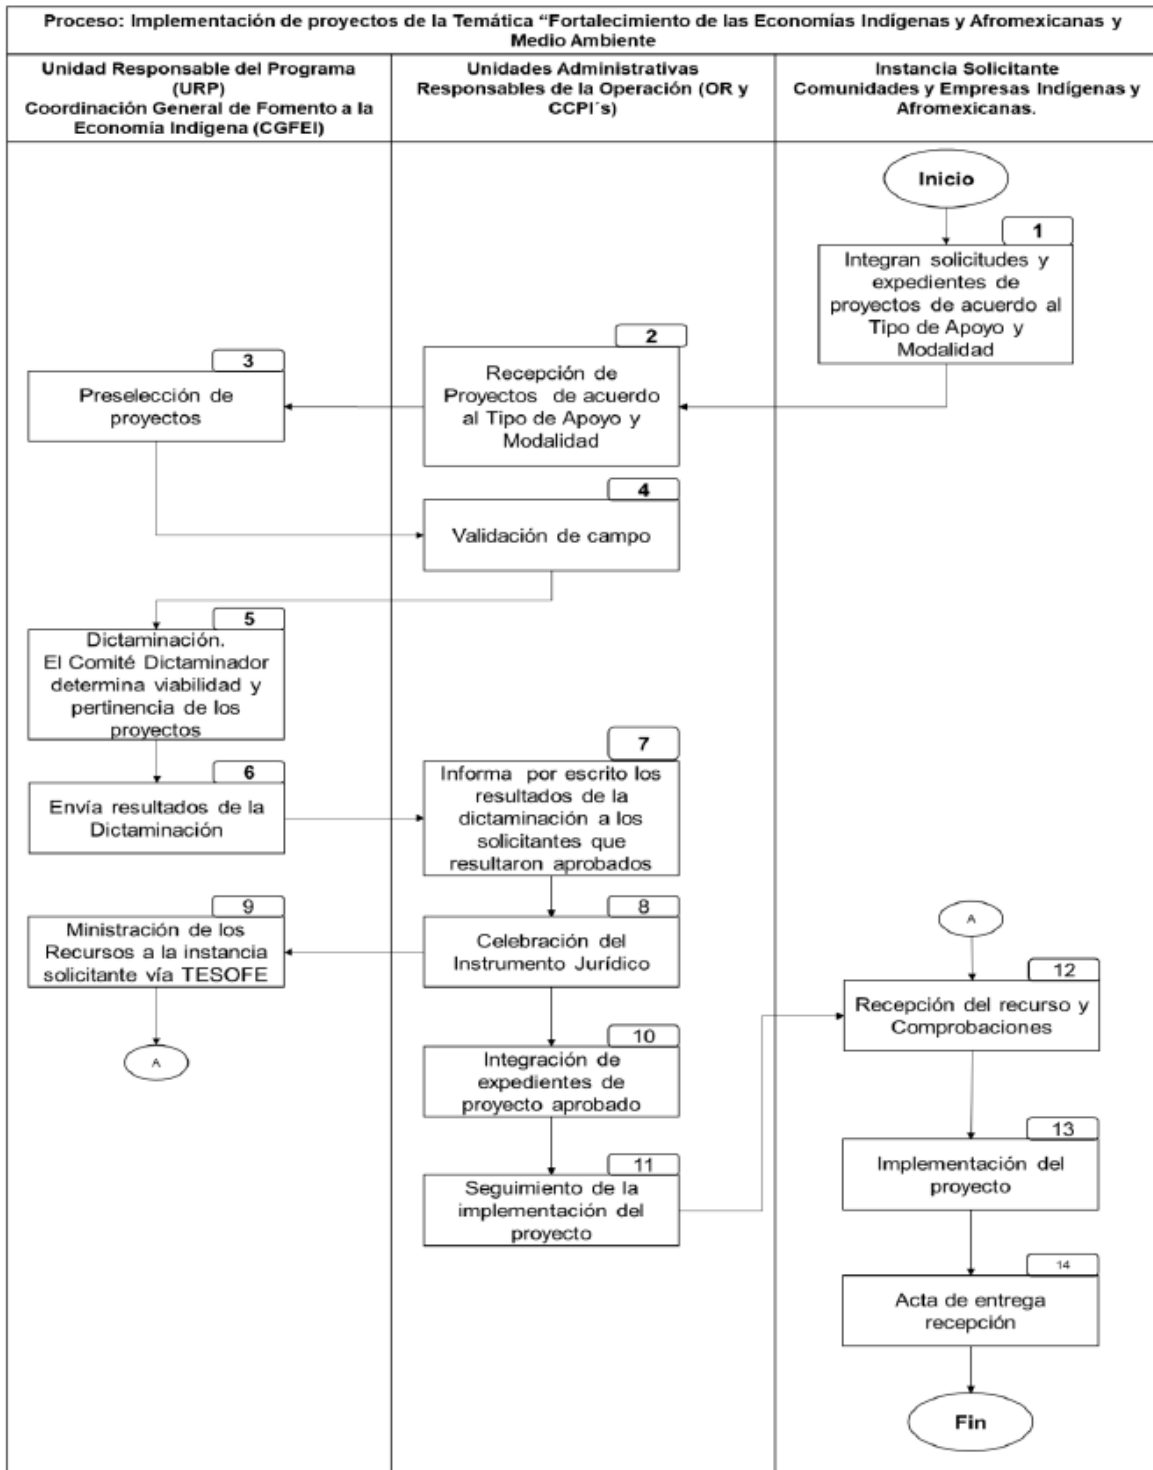 Proceso: Implementación de proyectos de la Temática “Fortalecimiento de las Economías Indígenas y Afromexicanas y
Medio Ambiente
Unidad Responsable del Programa
(URP)
Coordinación General de Fomento a la
Economía Indígena (CGFEI)
Unidades Administrativas
Responsables de la Operación (OR y
CCPI´s)
Instancia Solicitante
Comunidades y Empresas Indígenas y
Afromexicanas.
Inicio
1
Integran solicitudes y
expedientes de
proyectos de acuerdo al
Tipo de Apoyo y
Modalidad
2
Recepción de
Proyectos de acuerdo
al Tipo de Apoyo y
Modalidad
3
Preselección de
proyectos
4
Validación de campo
5
Dictaminación.
El Comité Dictaminador
determina viabilidad y
pertinencia de los
proyectos
6
Envía resultados de la
Dictaminación
7
Informa por escrito los
resultados de la
dictaminación a los
solicitantes que
resultaron aprobados
8
Celebración del
Instrumento Jurídico
9
Ministración de los
Recursos a la instancia
solicitante vía TESOFE
A
10
Integración de
expedientes de
proyecto aprobado
11
Seguimiento de la
implementación del
proyecto
A
12
Recepción del recurso y
Comprobaciones
13
Implementación del
proyecto
14
Acta de entrega
recepción
Fin